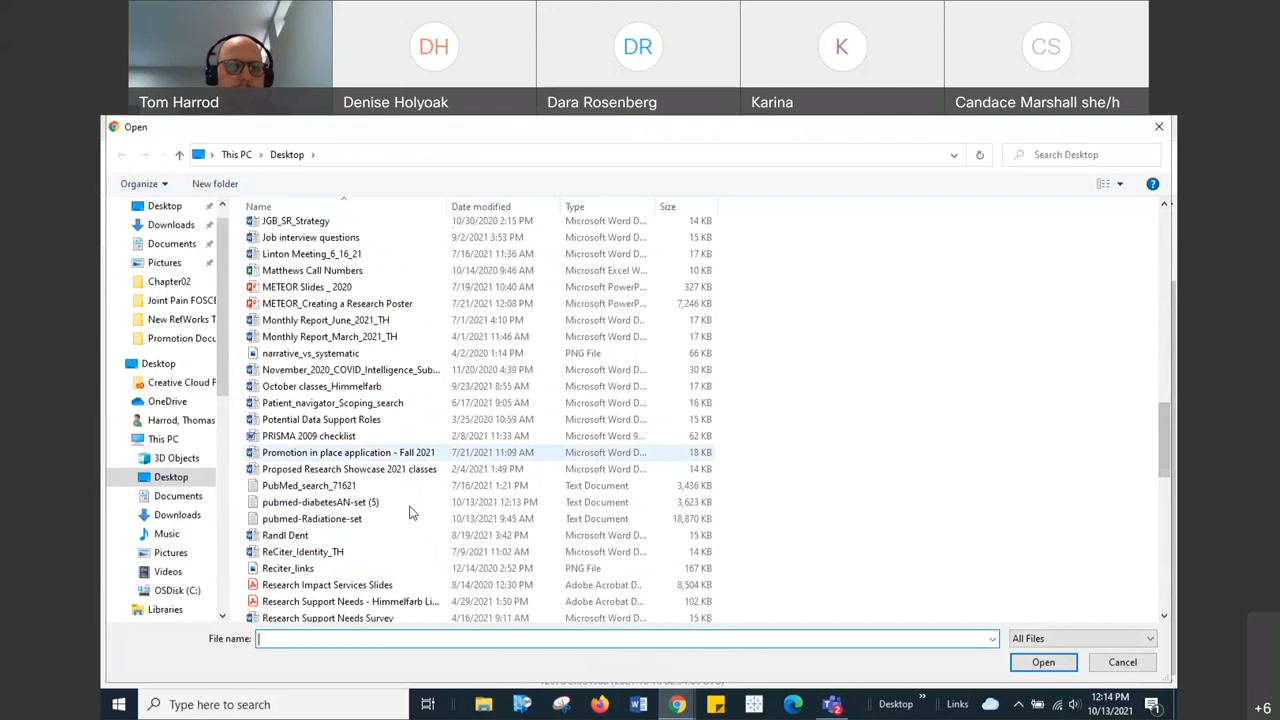 DH
DR
K
CS
Tom Harrod
Denise Holyoak
Dara Rosenberg
Karina
Candace Marshall she/h
Open
This PC > Desktop >
Search Desktop
Organize
New folder
Name Date modified Type Size
JGB_SR_Strategy 10/30/2020 2:15 PM Microsoft Word D... 14 KB
Job interview questions 9/2/2021 3:53 PM Microsoft Word D... 15 KB
Linton Meeting_6_16_21 7/16/2021 11:36 AM Microsoft Word D... 17 KB
Matthews Call Numbers 10/14/2020 9:46 AM Microsoft Excel W... 10 KB
METEOR Slides _ 2020 7/19/2021 10:40 AM Microsoft PowerP... 327 KB
METEOR_Creating a Research Poster 7/21/2021 12:08 PM Microsoft PowerP... 7,246 KB
Monthly Report_June_2021_TH 7/1/2021 4:10 PM Microsoft Word D... 17 KB
Monthly Report_March_2021_TH 4/1/2021 11:46 AM Microsoft Word D... 17 KB
narrative_vs_systematic 4/2/2020 1:14 PM PNG File 66 KB
November_2020_COVID_Intelligence_Sub... 11/20/2020 4:39 PM Microsoft Word D... 30 KB
October classes_Himmelfarb 9/23/2021 8:55 AM Microsoft Word D... 15 KB
Patient_navigator_Scoping_search 6/17/2021 9:05 AM Microsoft Word D... 16 KB
Potential Data Support Roles 3/25/2020 10:59 AM Microsoft Word D... 15 KB
PRISMA 2009 checklist 2/8/2021 11:33 AM Microsoft Word 9... 62 KB
Promotion in place application - Fall 2021 7/21/2021 11:09 AM Microsoft Word D... 18 KB
Proposed Research Showcase 2021 classes 2/4/2021 1:49 PM Microsoft Word D... 14 KB
PubMed_search_71621 7/16/2021 1:21 PM Text Document 3,436 KB
pubmed-diabetesAN-set (5) 10/13/2021 12:13 PM Text Document 3,623 KB
pubmed-Radiatione-set 10/13/2021 9:45 AM Text Document 18,870 KB
Randl Dent 8/19/2021 3:42 PM Microsoft Word D... 15 KB
ReCiter_Identity_TH 7/9/2021 11:02 AM Microsoft Word D... 14 KB
Reciter_links 12/14/2020 2:52 PM PNG File 167 KB
Research Impact Services Slides 8/14/2020 12:30 PM Adobe Acrobat D... 8,504 KB
Research Support Needs - Himmelfarb Li... 4/29/2021 1:50 PM Adobe Acrobat D... 102 KB
Research Support Needs Survey 4/16/2021 9:11 AM Microsoft Word D... 15 KB
Desktop
Downloads
Documents
Pictures
Chapter02
Joint Pain FOSCE
New RefWorks T
Promotion Docu
Desktop
Creative Cloud F
OneDrive
Harrod, Thomas
This PC
3D Objects
Desktop
Documents
Downloads
Music
Pictures
Videos
OSDisk (C:)
Libraries
File name:
All Files
Open
Cancel
Type here to search
Desktop
Links
12:14 PM
10/13/2021
+6